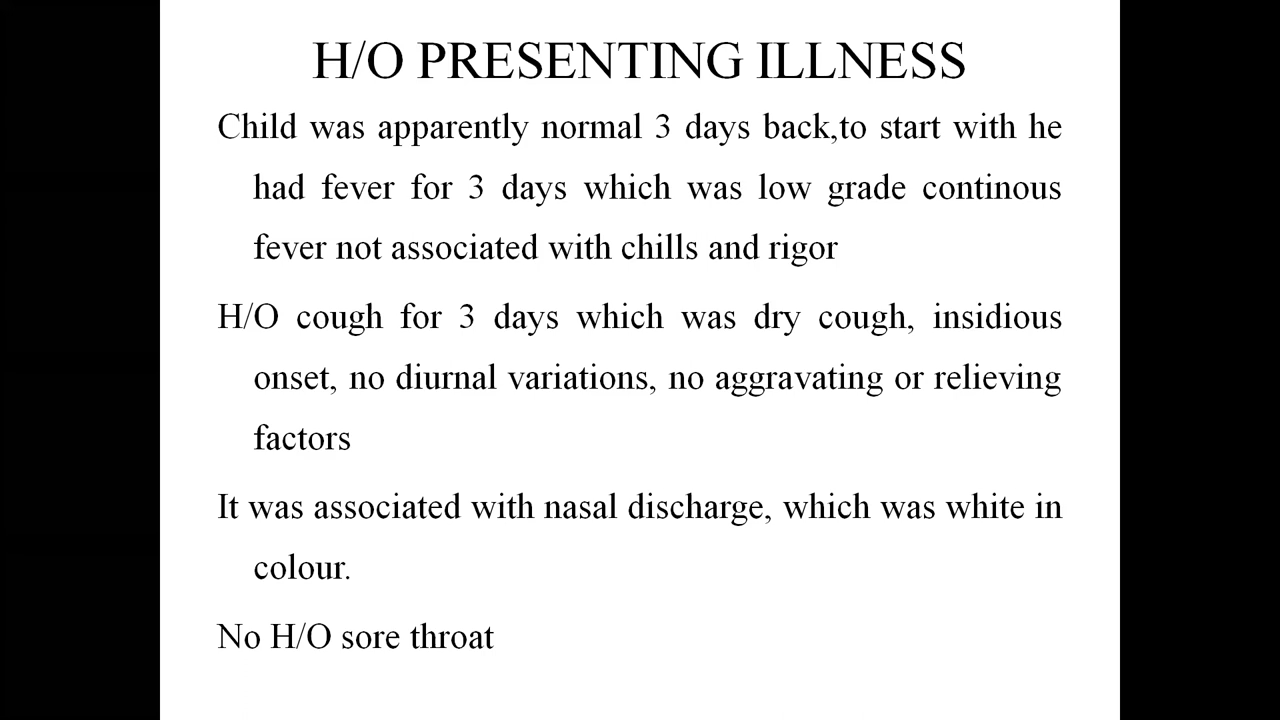 H/O PRESENTING ILLNESS
Child was apparently normal 3 days back,to start with he
had fever for 3 days which was low grade continous
fever not associated with chills and rigor
H/O cough for 3 days which was dry cough, insidious
onset, no diurnal variations, no aggravating or relieving
factors
It was associated with nasal discharge, which was white in
colour.
No H/O sore throat